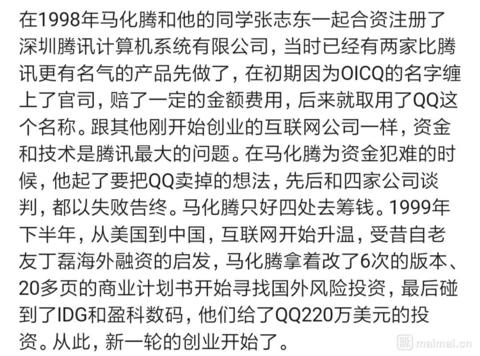 在1998年马化腾和他的同学张志东一起合资注册了
深圳腾讯计算机系统有限公司，当时已经有两家比腾
讯更有名气的产品先做了，在初期因为OICQ的名字缠
上了官司，赔了一定的金额费用，后来就取用了QQ这
个名称。跟其他刚开始创业的互联网公司一样，资金
和技术是腾讯最大的问题。在马化腾为资金犯难的时
候，他起了要把QQ卖掉的想法，先后和四家公司谈
判，都以失败告终。马化腾只好四处去筹钱。1999年
下半年，从美国到中国，互联网开始升温，受昔自老
友丁磊海外融资的启发，马化腾拿着改了6次的版本、
20多页的商业计划书开始寻找国外风险投资，最后碰
到了IDG和盈科数码，他们给了QQ220万美元的投
资。从此，新一轮的创业开始了。
maimai.cn